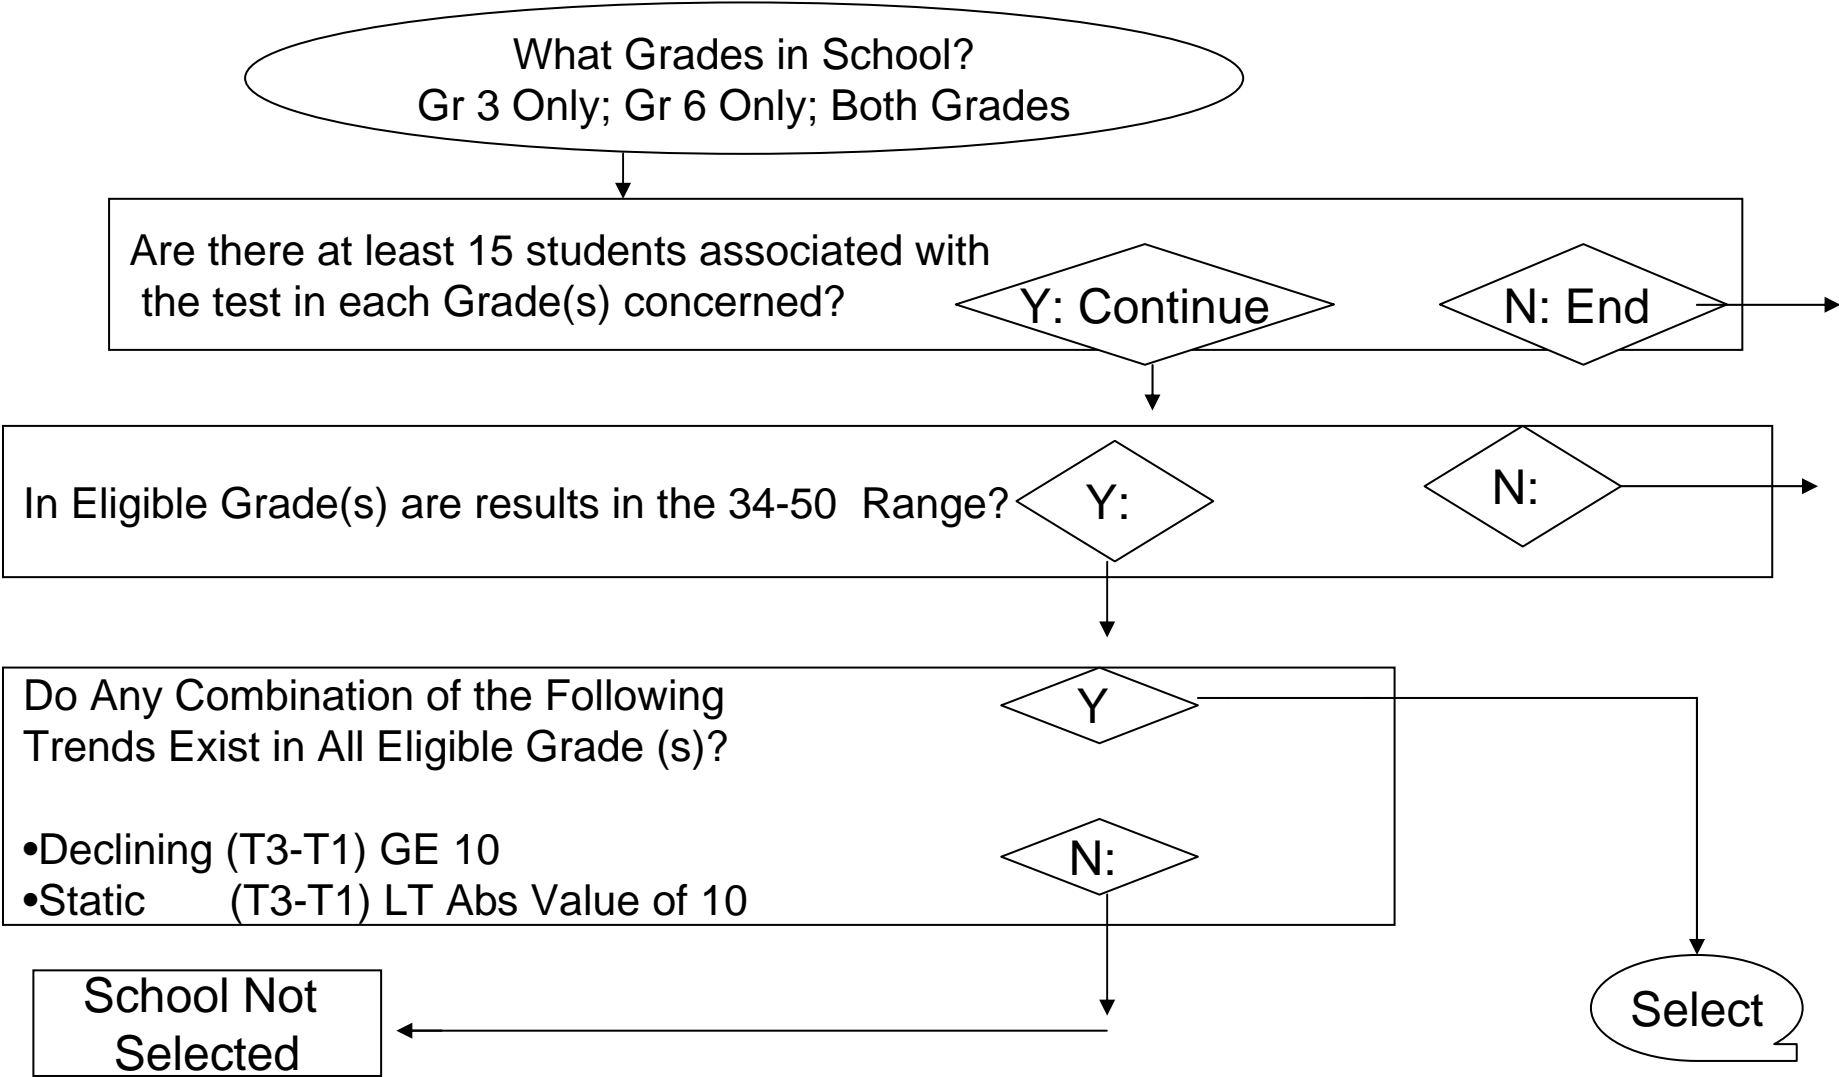 What Grades in School?
Gr 3 Only; Gr 6 Only; Both Grades
Are there at least 15 students associated with
the test in each Grade(s) concerned?
Y: Continue
N: End
In Eligible Grade(s) are results in the 34-50 Range?
Y:
N:
Do Any Combination of the Following
Trends Exist in All Eligible Grade (s)?
Y
•Declining (T3-T1) GE 10
•Static (T3-T1) LT Abs Value of 10
N:
School Not
Selected
Select